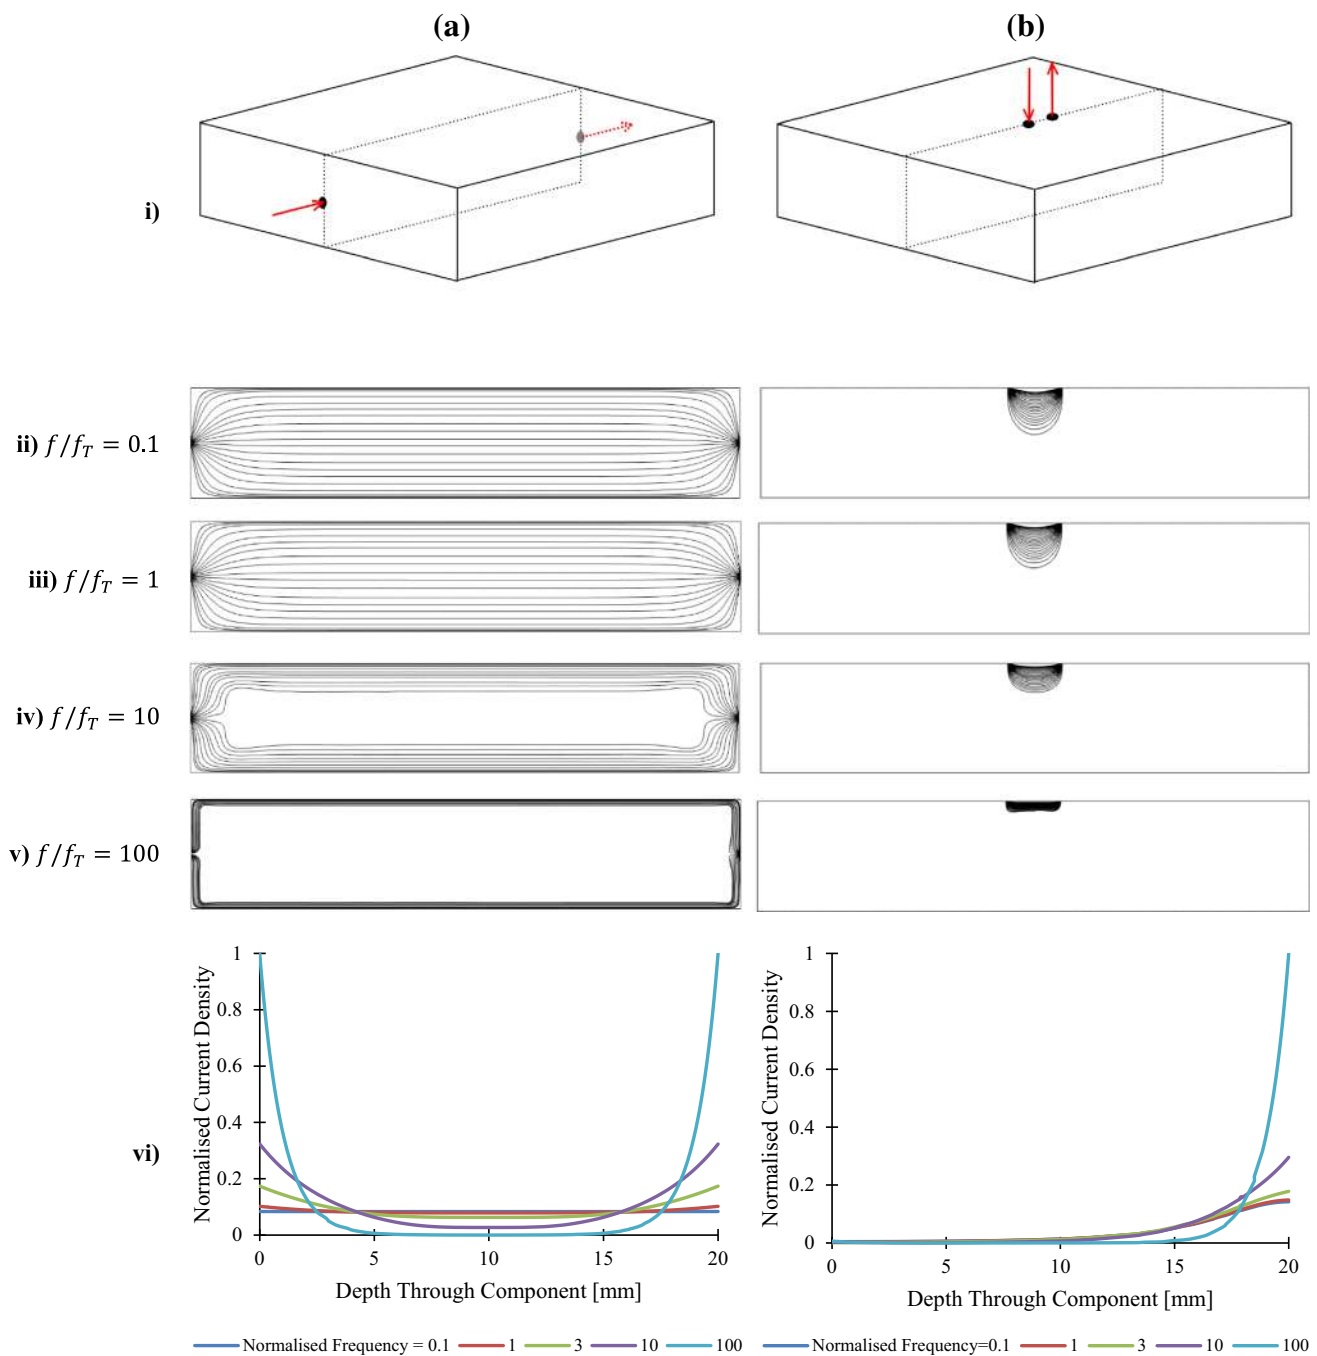 (a) (b)
i)
ii) f/f_T = 0.1
iii) f/f_T = 1
iv) f/f_T = 10
v) f/f_T = 100
vi)
Normalised Current Density
1
0.8
0.6
0.4
0.2
0
0 5 10 15 20
Depth Through Component [mm]
Normalised Current Density
1
0.8
0.6
0.4
0.2
0
0 5 10 15 20
Depth Through Component [mm]
Normalised Frequency = 0.1 1 3 10 100
Normalised Frequency=0.1 1 3 10 100